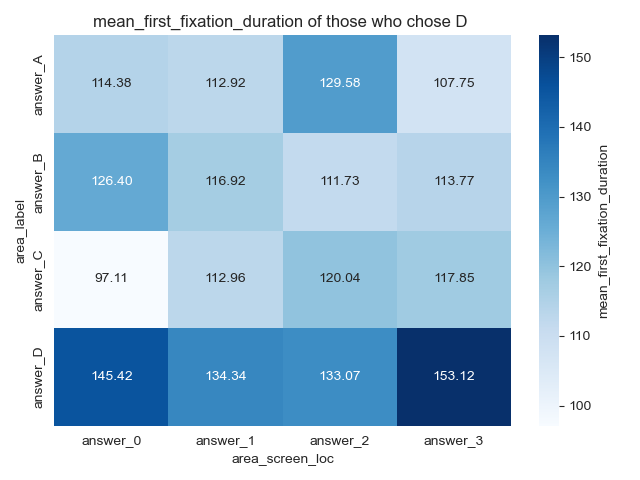 mean_first_fixation_duration of those who chose D
answer_A
114.38 112.92 129.58 107.75
answer_B
126.40 116.92 111.73 113.77
answer_C
97.11 112.96 120.04 117.85
answer_D
145.42 134.34 133.07 153.12
answer_0 answer_1 answer_2 answer_3
area_screen_loc
area_label
150
140
130
120
110
100
mean_first_fixation_duration